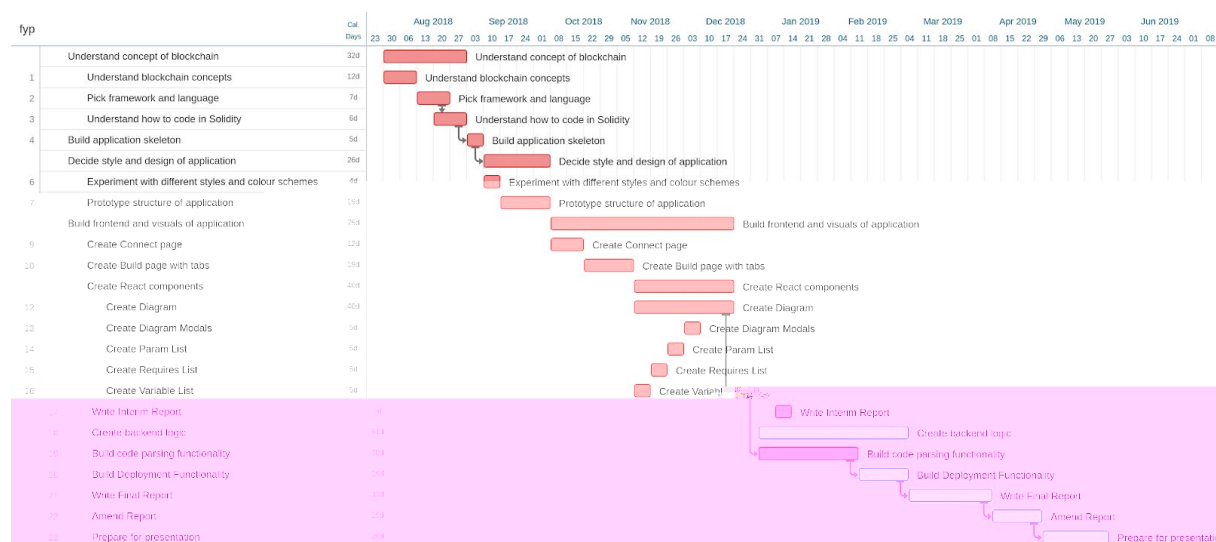 fyp Cal. Days Aug 2018 Sep 2018 Oct 2018 Nov 2018 Dec 2018 Jan 2019 Feb 2019 Mar 2019 Apr 2019 May 2019 Jun 2019
23 30 06 13 20 27 03 10 17 24 01 08 15 22 29 05 12 19 26 03 10 17 24 31 07 14 21 28 04 11 18 25 04 11 18 25 01 08 15 22 29 06 13 20 27 03 10 17 24 01 08
Understand concept of blockchain 32d Understand concept of blockchain
1 Understand blockchain concepts 12d Understand blockchain concepts
2 Pick framework and language 7d Pick framework and language
3 Understand how to code in Solidity 6d Understand how to code in Solidity
4 Build application skeleton 5d Build application skeleton
Decide style and design of application 26d Decide style and design of application
6 Experiment with different styles and colour schemes 4d Experiment with different styles and colour schemes
7 Prototype structure of application Prototype structure of application
Build frontend and visuals of application Build frontend and visuals of application
9 Create Connect page 12d Create Connect page
10 Create Build page with tabs Create Build page with tabs
Create React components 40d Create React components
12 Create Diagram 40d Create Diagram
13 Create Diagram Modals 5d Create Diagram Modals
14 Create Param List 5d Create Param List
15 Create Requires List 5d Create Requires List
16 Create Variable List 5d Create
Write Interim Report Write Interim Report
Create backend logic Create backend logic
Build code parsing functionality Build code parsing functionality
Build Deployment Functionality Build Deployment Functionality
Write Final Report Write Final Report
Amend Report Amend Report
Prepare for presentation Prepare for